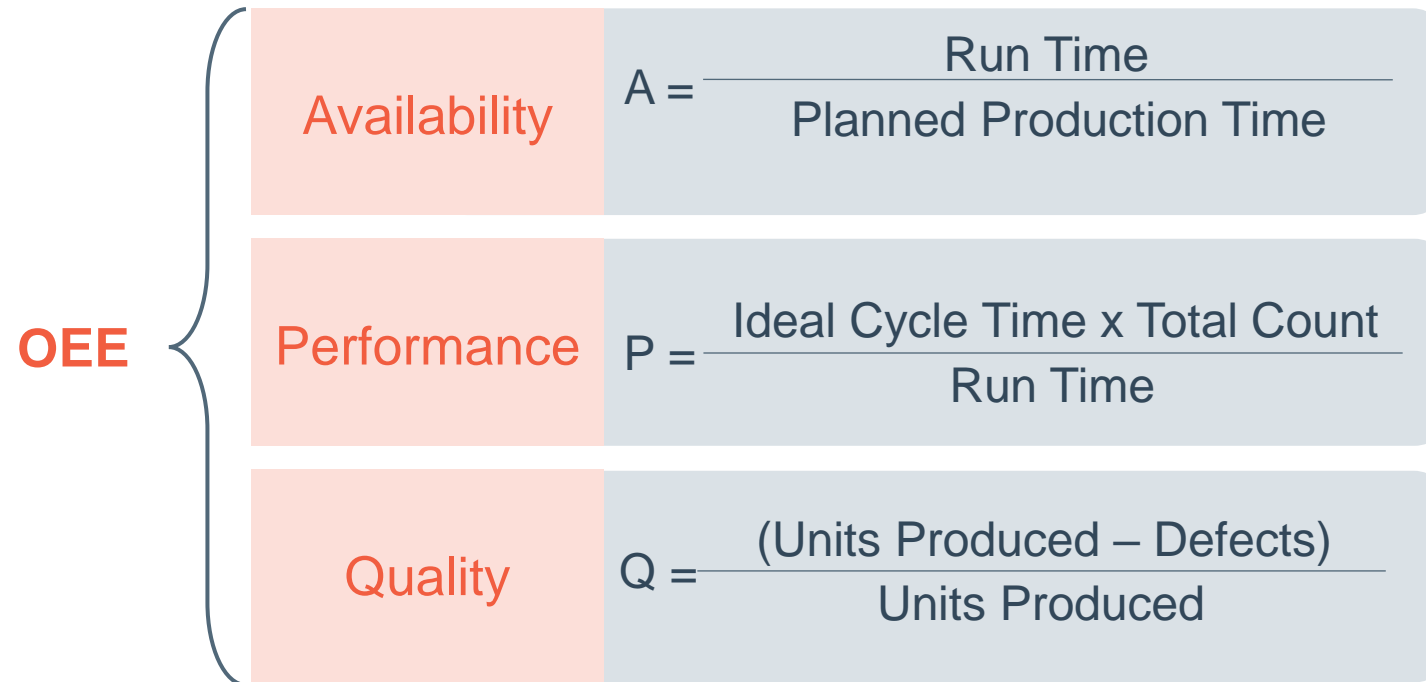 OEE
Availability
A =
Run Time
Planned Production Time
Performance
P =
Ideal Cycle Time x Total Count
Run Time
Quality
Q =
(Units Produced – Defects)
Units Produced